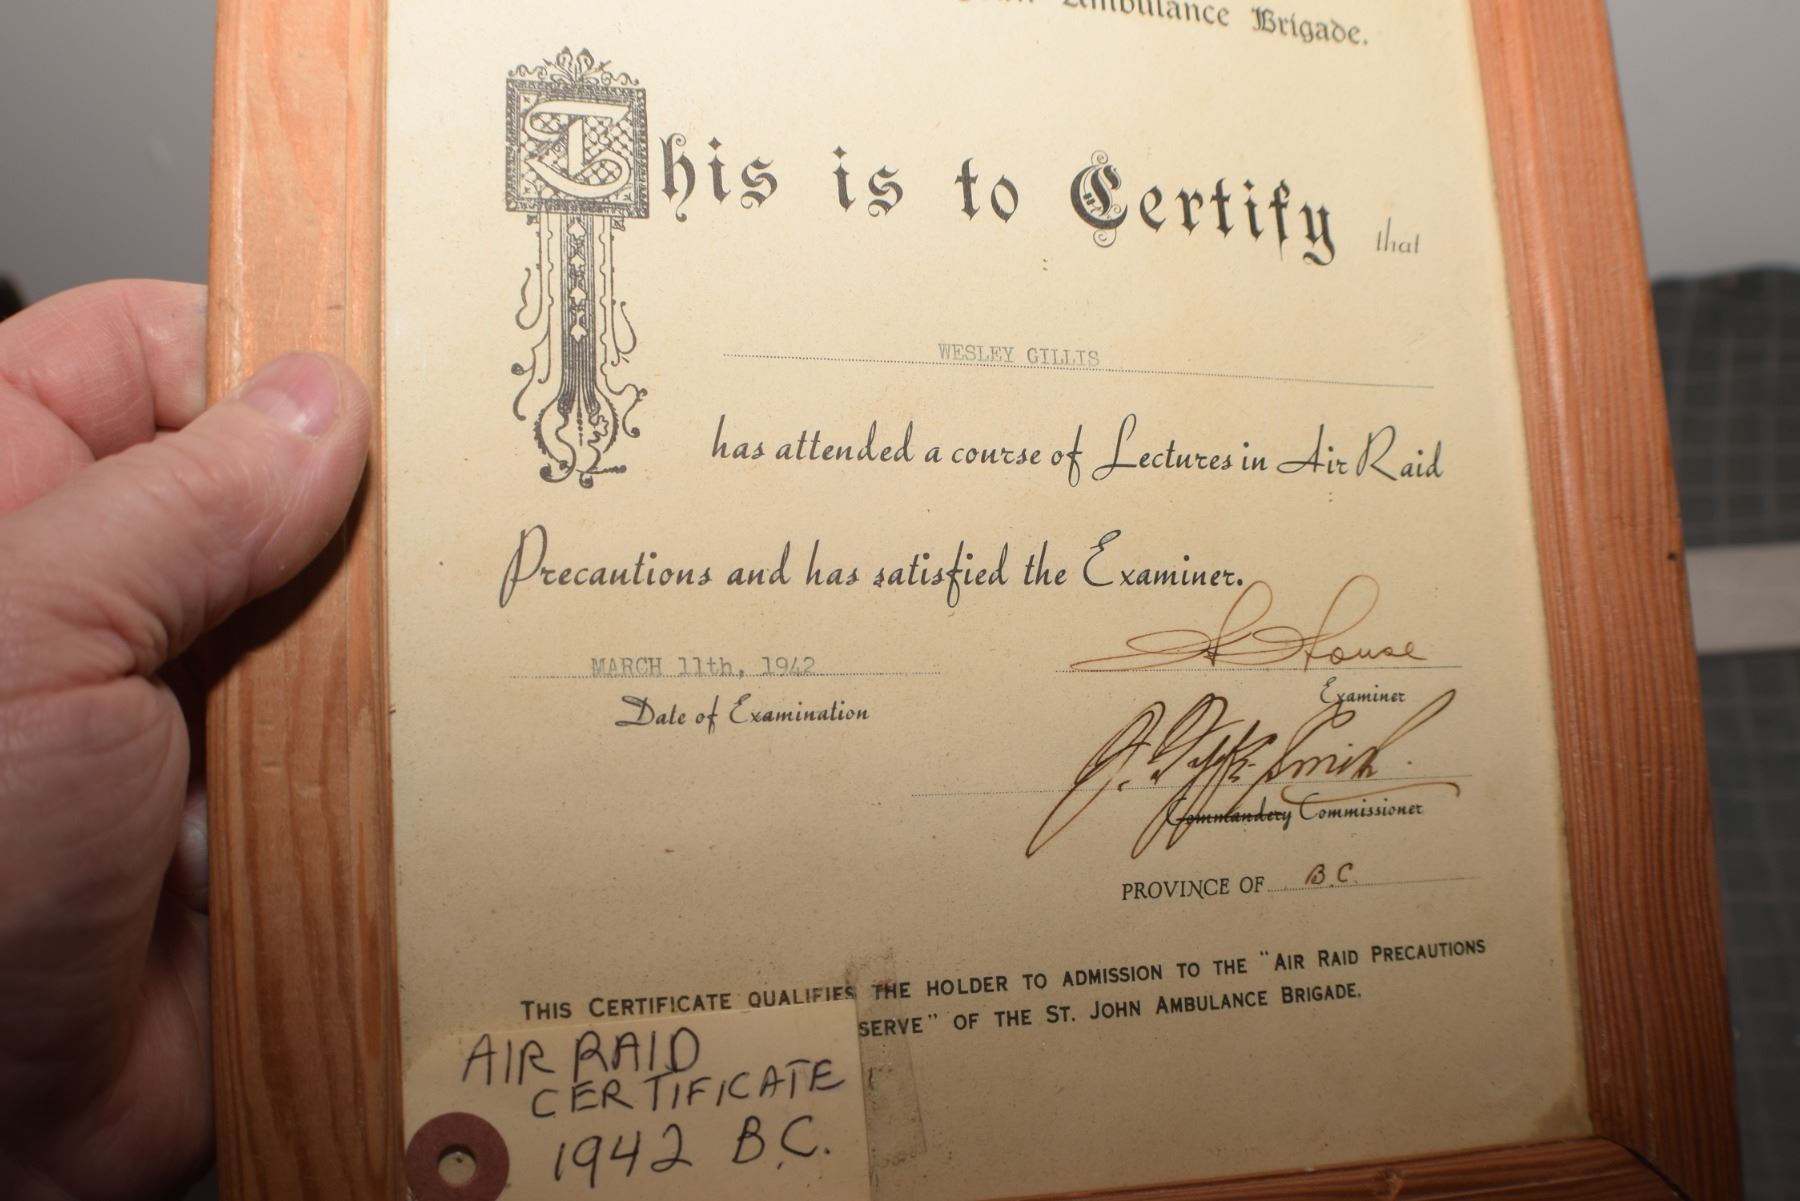 Ambulance Brigade.
This is to Certify that
WESLEY GILLIS
has attended a course of Lectures in Air Raid
Precautions and has satisfied the Examiner.
MARCH 11th, 1942
Date of Examination
House
Examiner
Smith
Commandery Commissioner
PROVINCE OF B.C.
THIS CERTIFICATE QUALIFIES THE HOLDER TO ADMISSION TO THE "AIR RAID PRECAUTIONS
SERVE" OF THE ST. JOHN AMBULANCE BRIGADE.
AIR RAID
CERTIFICATE
1942 B.C.